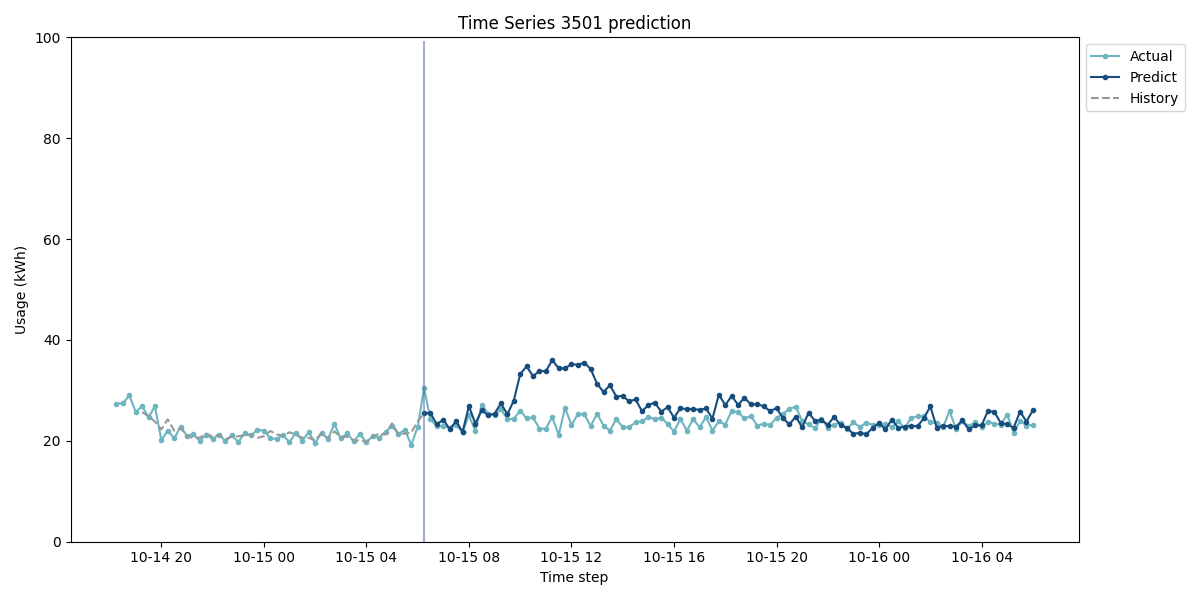 Time Series 3501 prediction
100
80
60
40
20
0
Usage (kWh)
10-14 20
10-15 00
10-15 04
10-15 08
10-15 12
10-15 16
10-15 20
10-16 00
10-16 04
Time step
Actual
Predict
History